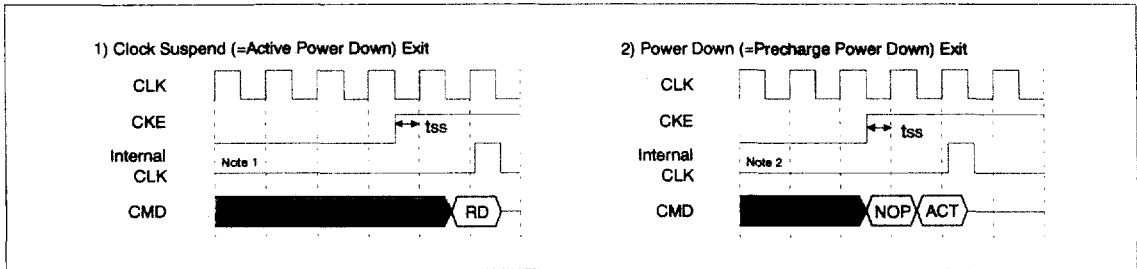 1) Clock Suspend (=Active Power Down) Exit
CLK
CKE
tss
Internal
CLK
Note 1
CMD
RD
2) Power Down (=Precharge Power Down) Exit
CLK
CKE
tss
Internal
CLK
Note 2
CMD
NOP
ACT